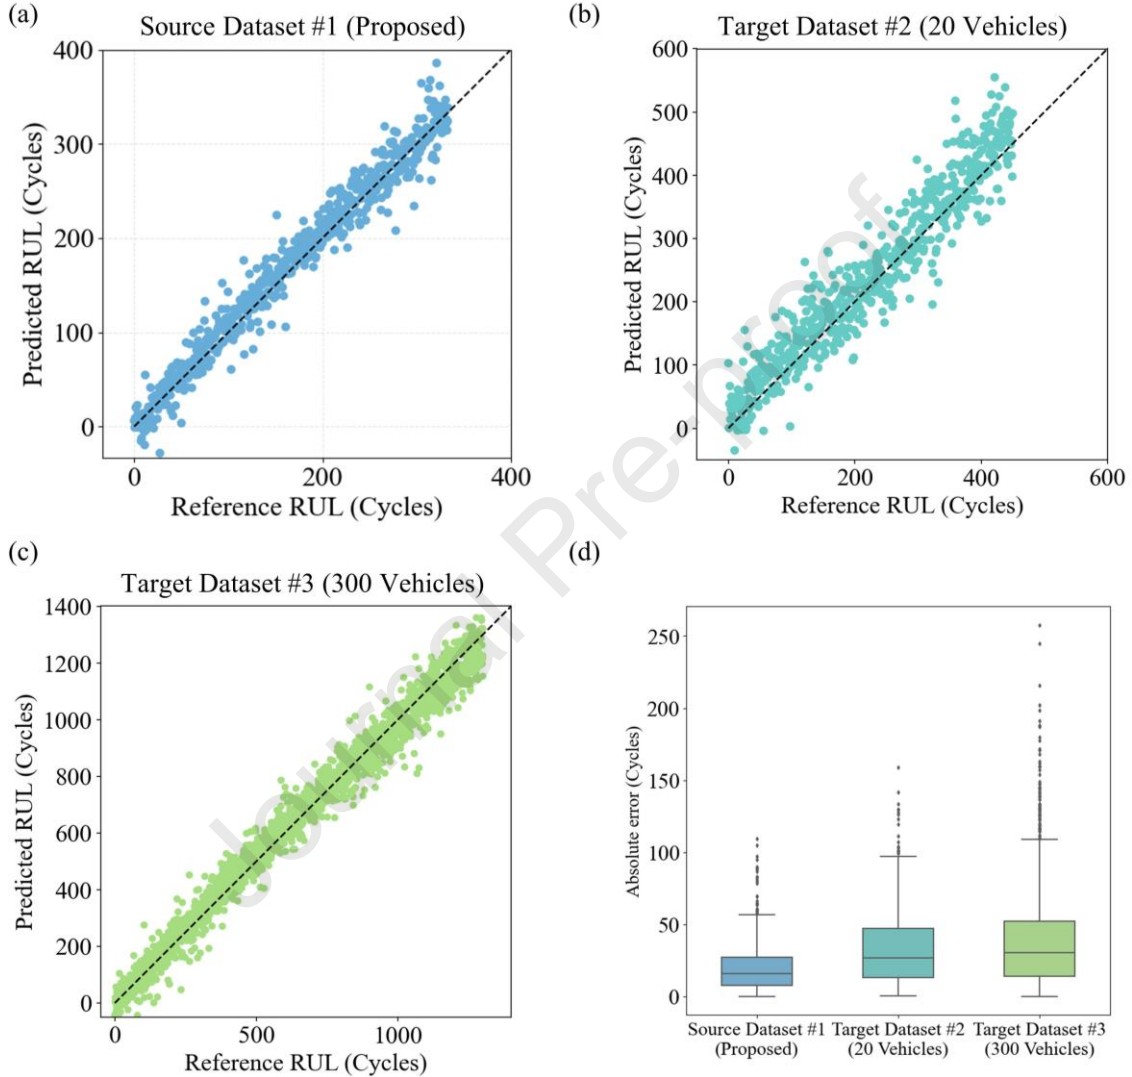 (a)
Source Dataset #1 (Proposed)
400
300
200
100
0
Predicted RUL (Cycles)
0
200
400
Reference RUL (Cycles)
(b)
Target Dataset #2 (20 Vehicles)
600
500
400
300
200
100
0
Predicted RUL (Cycles)
0
200
400
600
Reference RUL (Cycles)
(c)
Target Dataset #3 (300 Vehicles)
1400
1200
1000
800
600
400
200
0
Predicted RUL (Cycles)
0
500
1000
Reference RUL (Cycles)
(d)
250
200
150
100
50
0
Absolute error (Cycles)
Source Dataset #1
(Proposed)
Target Dataset #2
(20 Vehicles)
Target Dataset #3
(300 Vehicles)
Journal Pre-proof